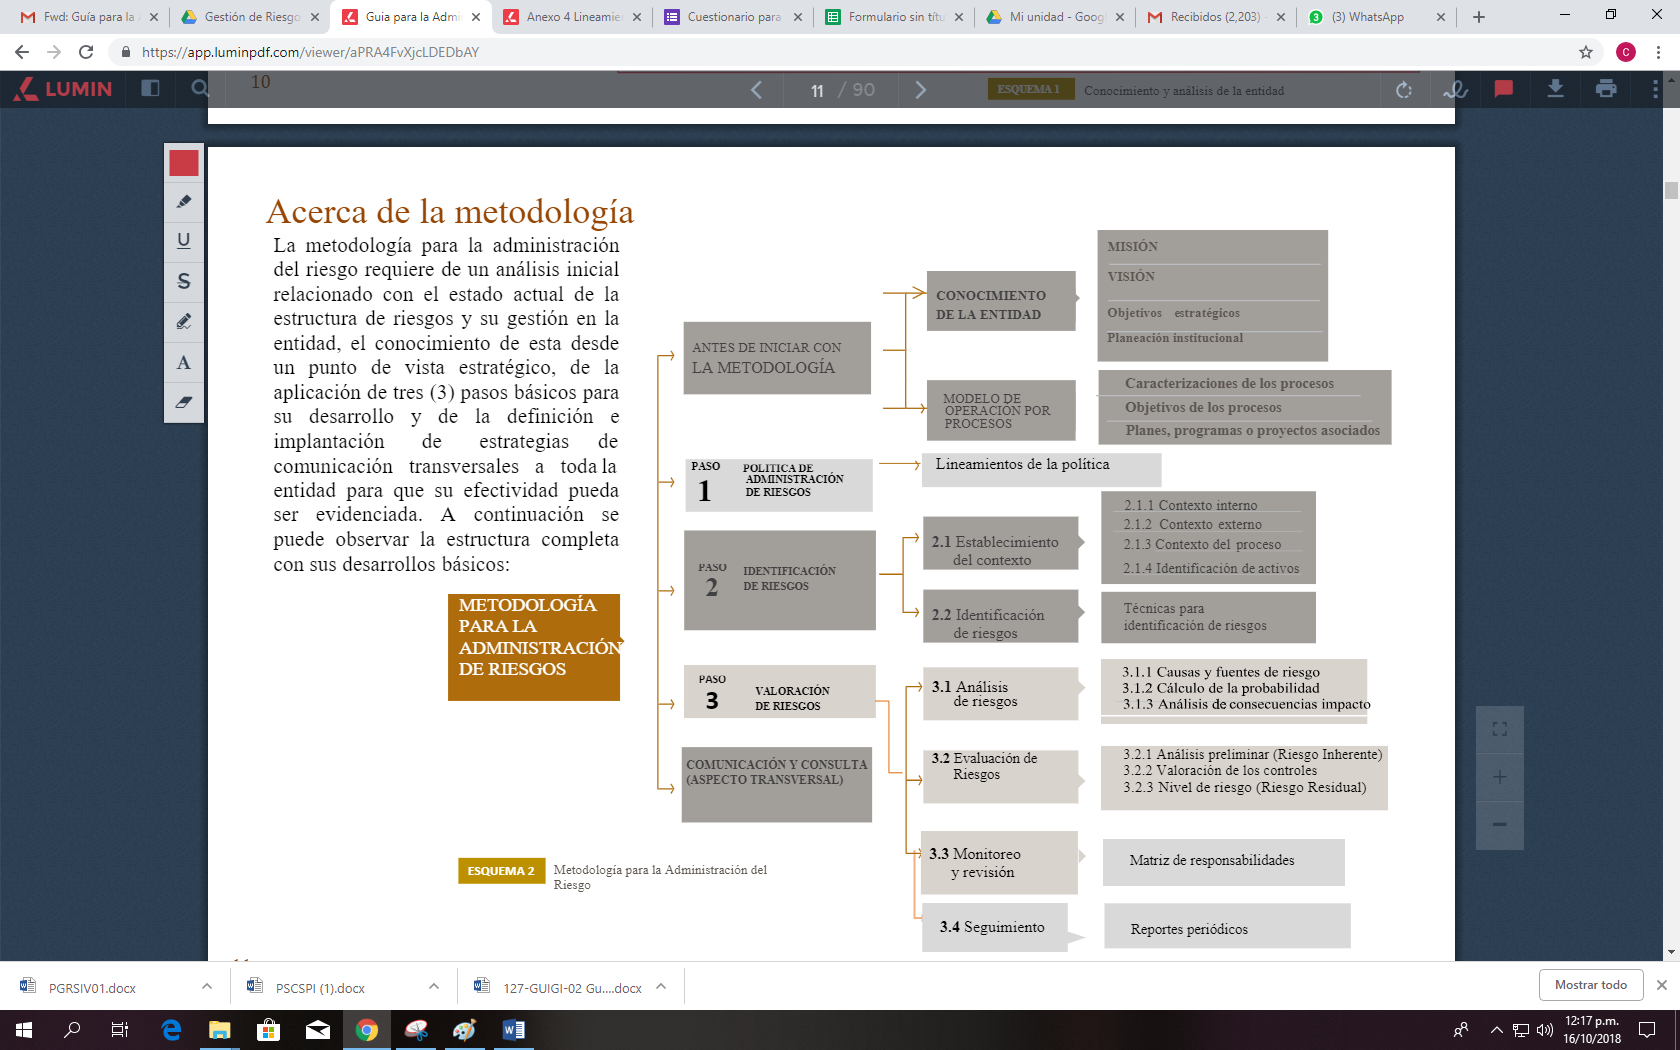 Fwd: Guía para la A
Gestión de Riesgo
Guia para la Admi
Anexo 4 Lineamie
Cuestionario para
Formulario sin títu
Mi unidad - Goog
Recibidos (2,203) -
(3) WhatsApp
https://app.luminpdf.com/viewer/aPRA4FvXjcLDEDbAY
C
LUMIN
10
11 / 90
ESQUEMA 1
Conocimiento y análisis de la entidad
U
S
A
Acerca de la metodología
La metodología para la administración
del riesgo requiere de un análisis inicial
relacionado con el estado actual de la
estructura de riesgos y su gestión en la
entidad, el conocimiento de esta desde
un punto de vista estratégico, de la
aplicación de tres (3) pasos básicos para
su desarrollo y de la definición e
implantación de estrategias de
comunicación transversales a toda la
entidad para que su efectividad pueda
ser evidenciada. A continuación se
puede observar la estructura completa
con sus desarrollos básicos:
METODOLOGÍA
PARA LA
ADMINISTRACIÓN
DE RIESGOS
ANTES DE INICIAR CON
LA METODOLOGÍA
CONOCIMIENTO
DE LA ENTIDAD
MISIÓN
VISIÓN
Objetivos estratégicos
Planeación institucional
MODELO DE
OPERACIÓN POR
PROCESOS
Caracterizaciones de los procesos
Objetivos de los procesos
Planes, programas o proyectos asociados
PASO
1
POLITICA DE
ADMINISTRACIÓN
DE RIESGOS
Lineamientos de la política
PASO
2
IDENTIFICACIÓN
DE RIESGOS
2.1 Establecimiento
del contexto
2.1.1 Contexto interno
2.1.2 Contexto externo
2.1.3 Contexto del proceso
2.1.4 Identificación de activos
2.2 Identificación
de riesgos
Técnicas para
identificación de riesgos
PASO
3
VALORACIÓN
DE RIESGOS
3.1 Análisis
de riesgos
3.1.1 Causas y fuentes de riesgo
3.1.2 Cálculo de la probabilidad
3.1.3 Análisis de consecuencias impacto
3.2 Evaluación de
Riesgos
3.2.1 Análisis preliminar (Riesgo Inherente)
3.2.2 Valoración de los controles
3.2.3 Nivel de riesgo (Riesgo Residual)
3.3 Monitoreo
y revisión
Matriz de responsabilidades
3.4 Seguimiento
Reportes periódicos
COMUNICACIÓN Y CONSULTA
(ASPECTO TRANSVERSAL)
ESQUEMA 2
Metodología para la Administración del
Riesgo
PGRSIV01.docx
PSCSPI (1).docx
127-GUIGI-02 Gu....docx
Mostrar todo
12:17 p.m.
16/10/2018